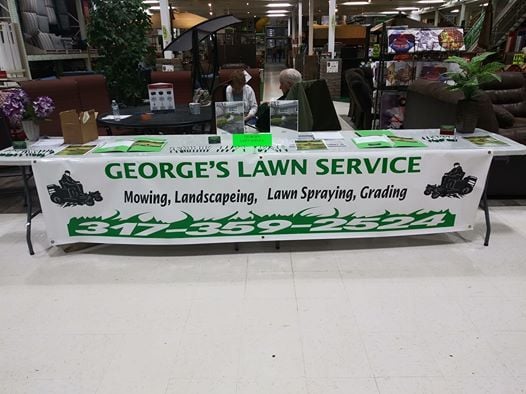 GEORGE'S LAWN SERVICE
Mowing, Landscapeing, Lawn Spraying, Grading
317-359-2524